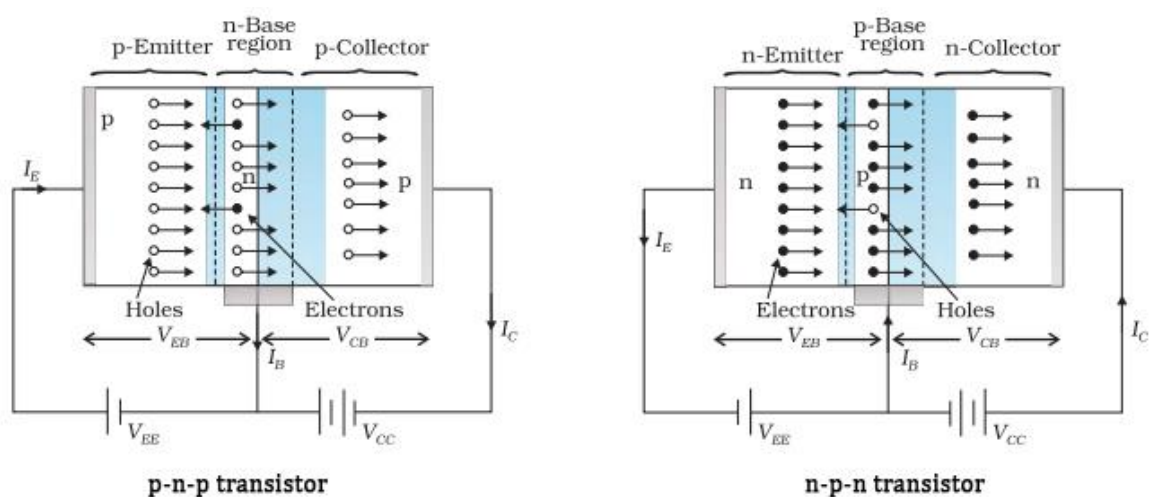 n-Base
region
p-Emitter
p-Collector
p
n
p
I_E
Holes
Electrons
V_EB
V_CB
I_B
I_C
V_EE
V_CC
p-n-p transistor
p-Base
region
n-Emitter
n-Collector
n
p
n
I_E
Electrons
Holes
V_EB
V_CB
I_B
I_C
V_EE
V_CC
n-p-n transistor